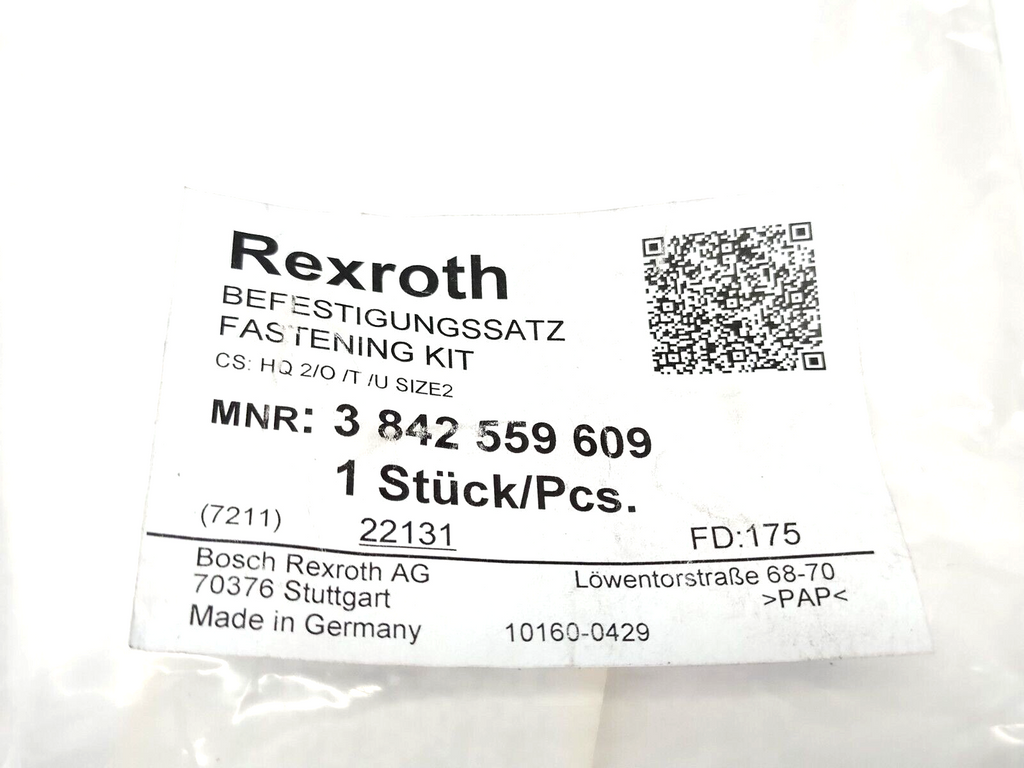 Rexroth
BEFESTIGUNGSSATZ
FASTENING KIT
CS: HQ 2/O /T /U SIZE2
MNR: 3 842 559 609
1 Stück/Pcs.
(7211) 22131 FD:175
Bosch Rexroth AG Löwentorstraße 68-70
70376 Stuttgart >PAP<
Made in Germany 10160-0429